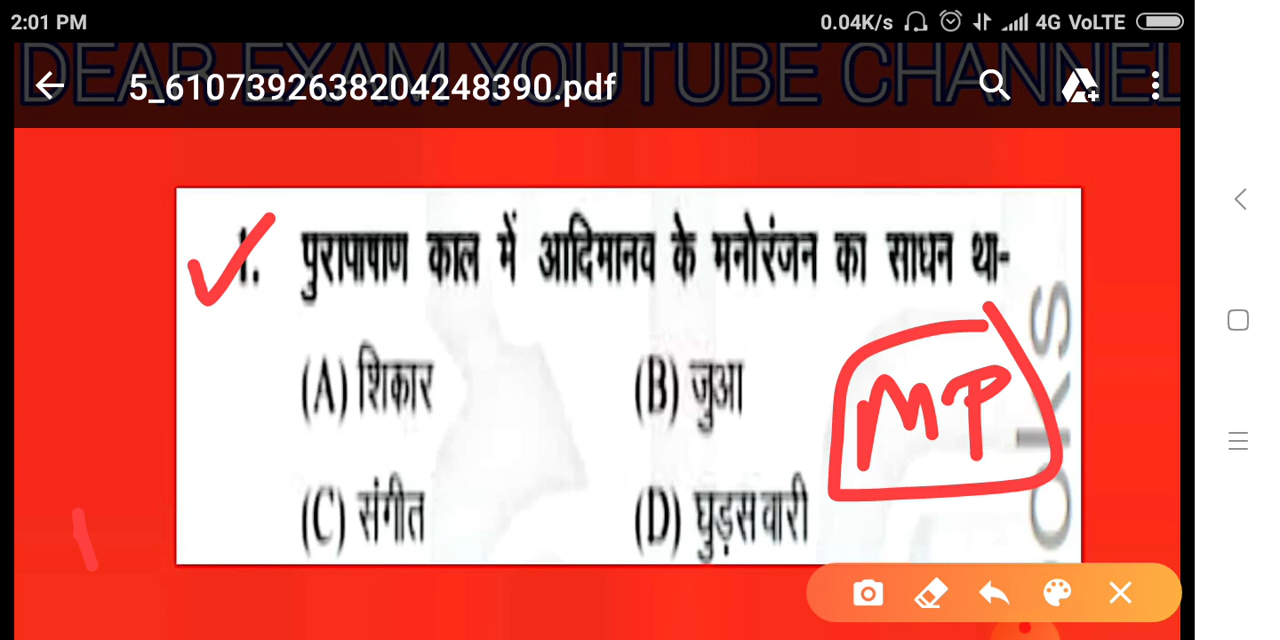 2:01 PM 0.04K/s 4G VoLTE
DEAR EXAM YOUTUBE CHANNEL
5_6107392638204248390.pdf
1. पुरापाषाण काल में आदिमानव के मनोरंजन का साधन था-
(A) शिकार (B) जुआ
MP
(C) संगीत (D) घुड़सवारी